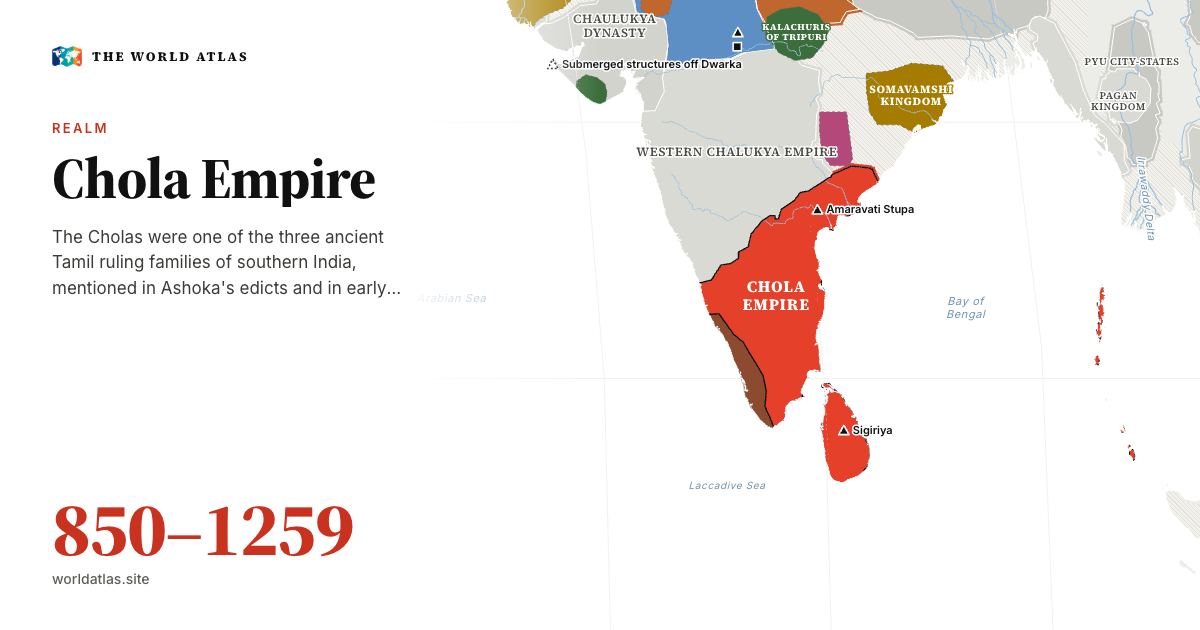 THE WORLD ATLAS
REALM
Chola Empire
The Cholas were one of the three ancient
Tamil ruling families of southern India,
mentioned in Ashoka's edicts and in early...
850–1259
worldatlas.site
CHAULUKYA
DYNASTY
KALACHURIS
OF TRIPURI
Submerged structures off Dwarka
SOMAVAMSHI
KINGDOM
PYU CITY-STATES
PAGAN
KINGDOM
WESTERN CHALUKYA EMPIRE
Irrawaddy Delta
Amaravati Stupa
CHOLA
EMPIRE
Arabian Sea
Bay of
Bengal
Sigiriya
Laccadive Sea